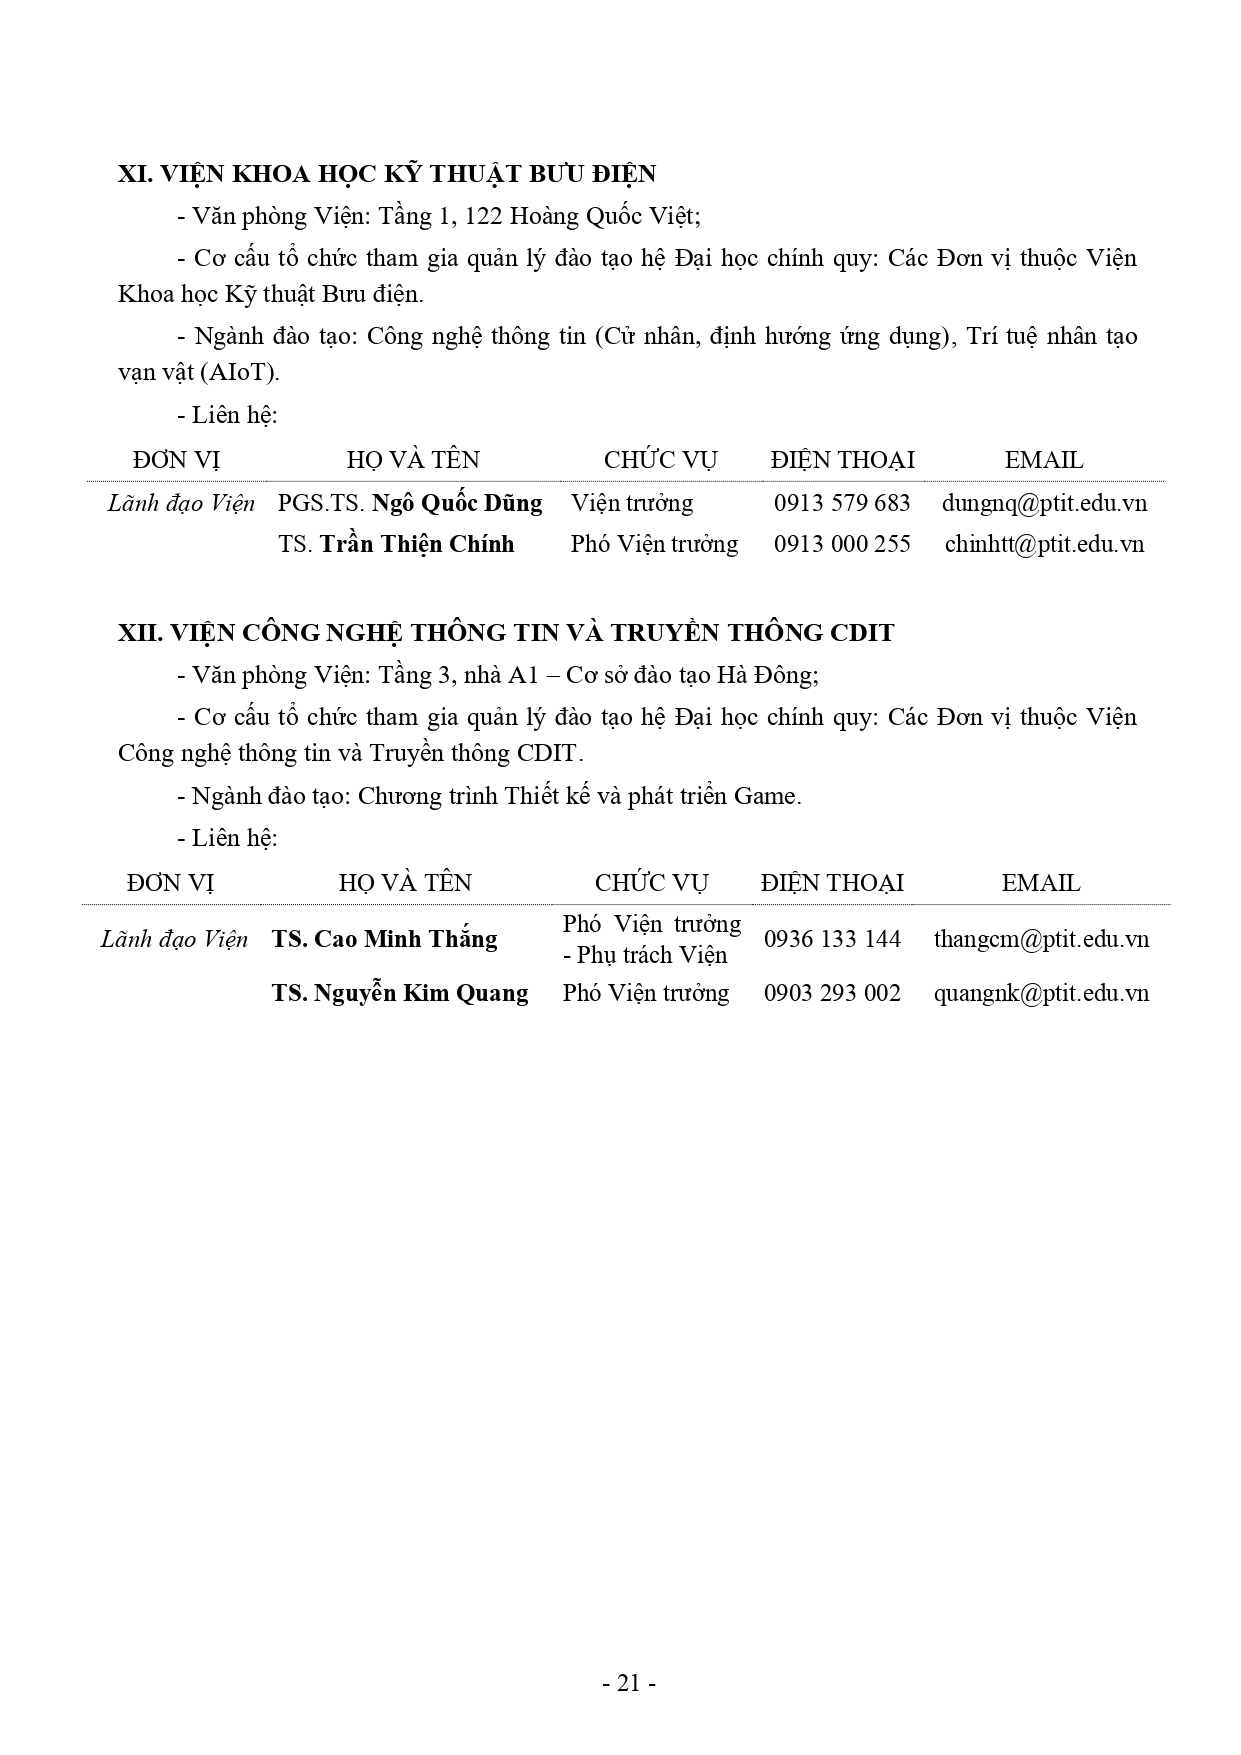 XI. VIỆN KHOA HỌC KỸ THUẬT BƯU ĐIỆN
- Văn phòng Viện: Tầng 1, 122 Hoàng Quốc Việt;
- Cơ cấu tổ chức tham gia quản lý đào tạo hệ Đại học chính quy: Các Đơn vị thuộc Viện
Khoa học Kỹ thuật Bưu điện.
- Ngành đào tạo: Công nghệ thông tin (Cử nhân, định hướng ứng dụng), Trí tuệ nhân tạo
vạn vật (AIoT).
- Liên hệ:
ĐƠN VỊ HỌ VÀ TÊN CHỨC VỤ ĐIỆN THOẠI EMAIL
Lãnh đạo Viện PGS.TS. Ngô Quốc Dũng Viện trưởng 0913 579 683 dungnq@ptit.edu.vn
TS. Trần Thiện Chính Phó Viện trưởng 0913 000 255 chinhtt@ptit.edu.vn
XII. VIỆN CÔNG NGHỆ THÔNG TIN VÀ TRUYỀN THÔNG CDIT
- Văn phòng Viện: Tầng 3, nhà A1 – Cơ sở đào tạo Hà Đông;
- Cơ cấu tổ chức tham gia quản lý đào tạo hệ Đại học chính quy: Các Đơn vị thuộc Viện
Công nghệ thông tin và Truyền thông CDIT.
- Ngành đào tạo: Chương trình Thiết kế và phát triển Game.
- Liên hệ:
ĐƠN VỊ HỌ VÀ TÊN CHỨC VỤ ĐIỆN THOẠI EMAIL
Lãnh đạo Viện TS. Cao Minh Thắng Phó Viện trưởng
- Phụ trách Viện 0936 133 144 thangcm@ptit.edu.vn
TS. Nguyễn Kim Quang Phó Viện trưởng 0903 293 002 quangnk@ptit.edu.vn
- 21 -